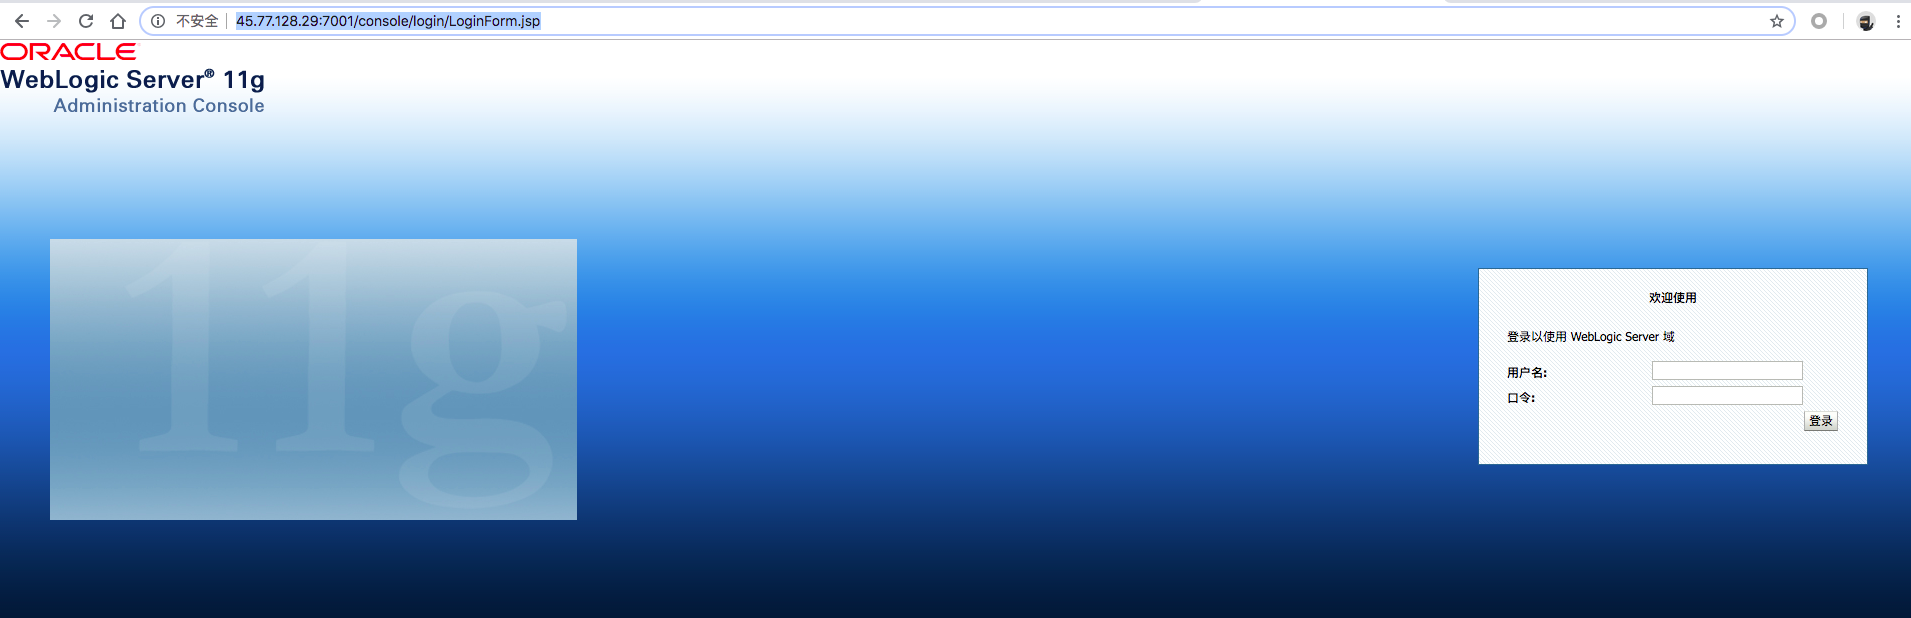 不安全
45.77.128.29:7001/console/login/LoginForm.jsp
ORACLE
WebLogic Server® 11g
Administration Console
11g
欢迎使用
登录以使用 WebLogic Server 域
用户名:
口令:
登录